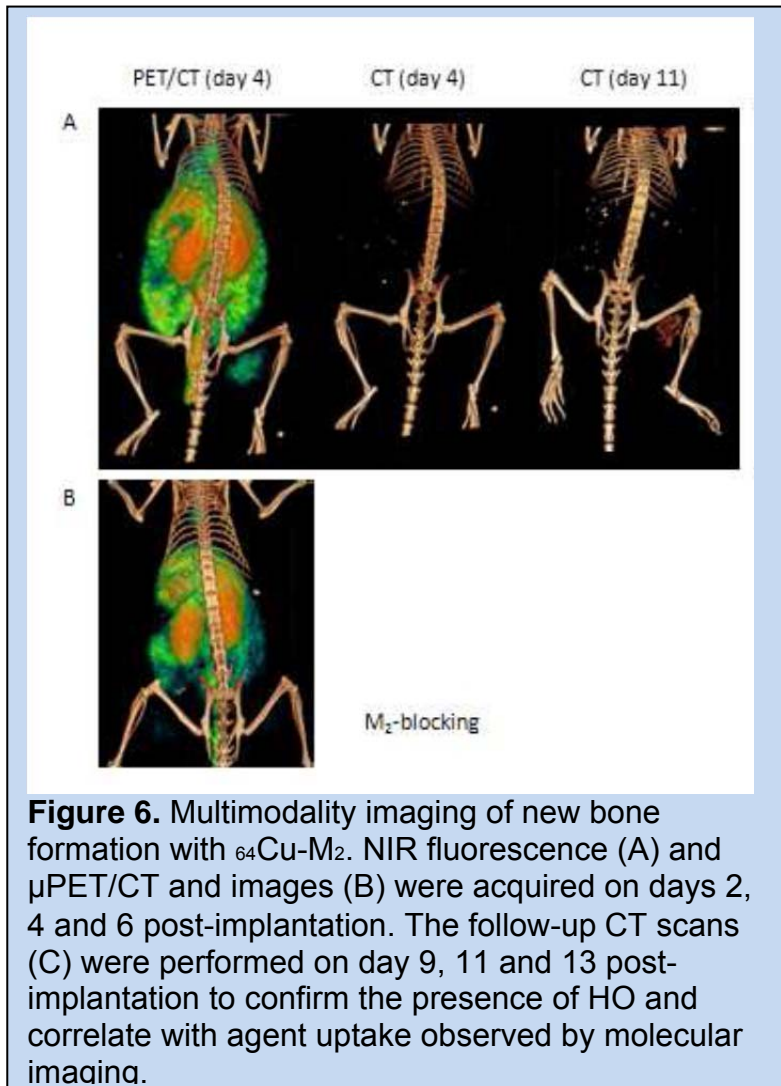 PET/CT (day 4) CT (day 4) CT (day 11)
A
B
M₂-blocking
Figure 6. Multimodality imaging of new bone
formation with ₆₄Cu-M₂. NIR fluorescence (A) and
µPET/CT and images (B) were acquired on days 2,
4 and 6 post-implantation. The follow-up CT scans
(C) were performed on day 9, 11 and 13 post-
implantation to confirm the presence of HO and
correlate with agent uptake observed by molecular
imaging.